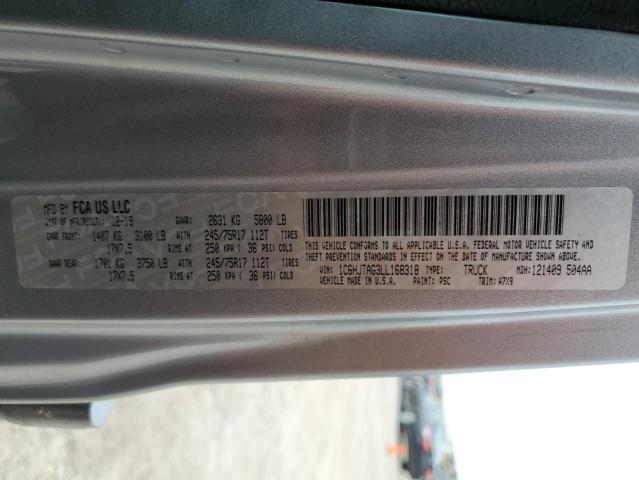 MFD BY FCA US LLC
DATE OF MFR/REBUILT: 12-19 GVWR: 2631 KG 5800 LB
GAWR FRONT: 1407 KG 3100 LB WITH 245/75R17 112T TIRES
17X7.5 RIMS AT 250 KPA ( 36 PSI) COLD
GAWR REAR: 1701 KG 3750 LB WITH 245/75R17 112T TIRES
17X7.5 RIMS AT 250 KPA ( 36 PSI) COLD
THIS VEHICLE CONFORMS TO ALL APPLICABLE U.S.A. FEDERAL MOTOR VEHICLE SAFETY AND
THEFT PREVENTION STANDARDS IN EFFECT ON THE DATE OF MANUFACTURE SHOWN ABOVE.
VIN: 1C6HJTAG3LL168318 TYPE: TRUCK MDH: 121409 504AA
VEHICLE MADE IN U.S.A. PAINT: PSC TRIM: A7X9